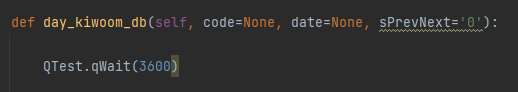 def day_kiwoom_db(self, code=None, date=None, sPrevNext='0'):
QTest.qWait(3600)